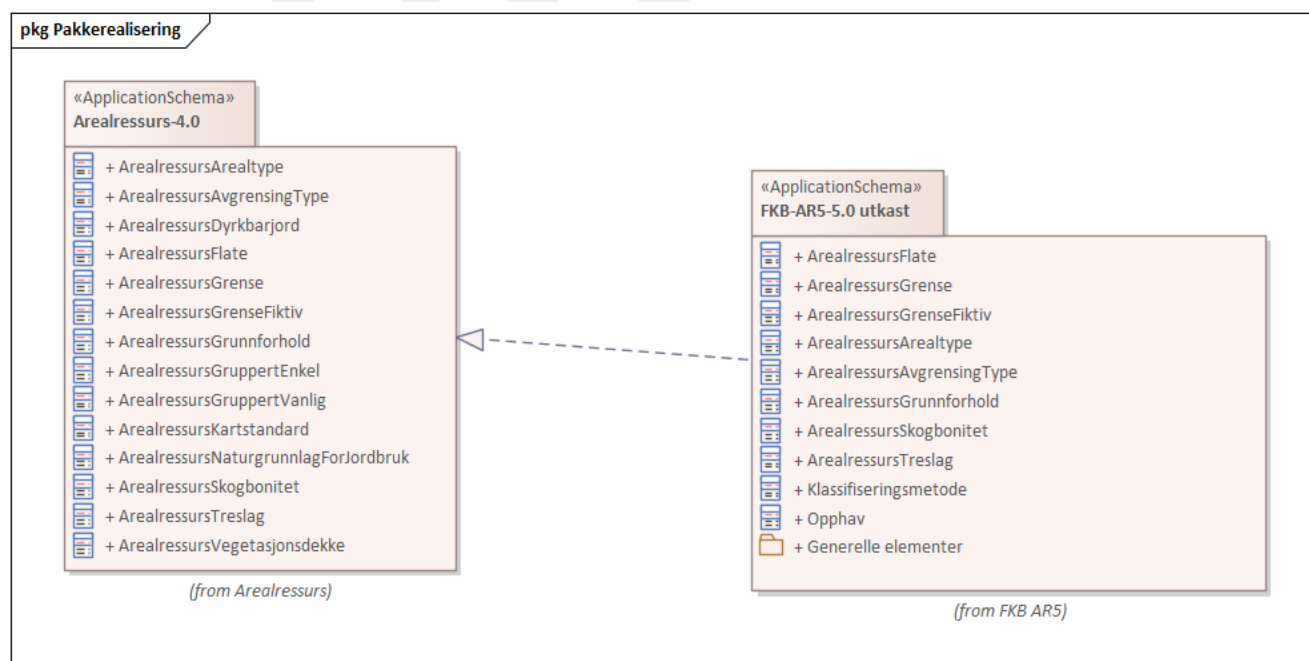 pkg Pakkerealisering
«ApplicationSchema»
Arealressurs-4.0
+ ArealressursArealtype
+ ArealressursAvgrensingType
+ ArealressursDyrkbarjord
+ ArealressursFlate
+ ArealressursGrense
+ ArealressursGrenseFiktiv
+ ArealressursGrunnforhold
+ ArealressursGruppertEnkel
+ ArealressursGruppertVanlig
+ ArealressursKartstandard
+ ArealressursNaturgrunnlagForJordbruk
+ ArealressursSkogbonitet
+ ArealressursTreslag
+ ArealressursVegetasjonsdekke
(from Arealressurs)
«ApplicationSchema»
FKB-AR5-5.0 utkast
+ ArealressursFlate
+ ArealressursGrense
+ ArealressursGrenseFiktiv
+ ArealressursArealtype
+ ArealressursAvgrensingType
+ ArealressursGrunnforhold
+ ArealressursSkogbonitet
+ ArealressursTreslag
+ Klassifiseringsmetode
+ Opphav
+ Generelle elementer
(from FKB AR5)